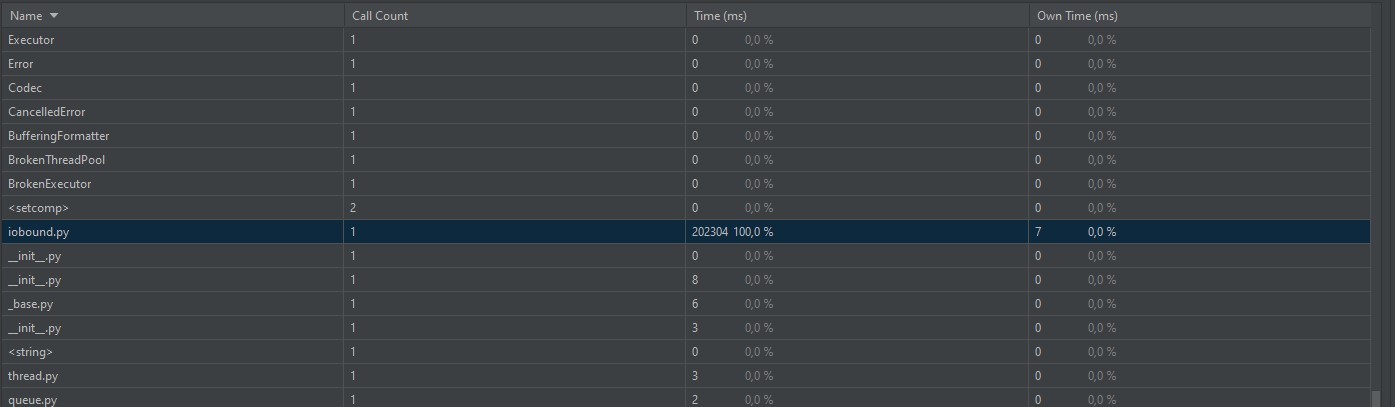 Name Call Count Time (ms) Own Time (ms)
Executor 1 0 0,0 % 0 0,0 %
Error 1 0 0,0 % 0 0,0 %
Codec 1 0 0,0 % 0 0,0 %
CancelledError 1 0 0,0 % 0 0,0 %
BufferingFormatter 1 0 0,0 % 0 0,0 %
BrokenThreadPool 1 0 0,0 % 0 0,0 %
BrokenExecutor 1 0 0,0 % 0 0,0 %
<setcomp> 2 0 0,0 % 0 0,0 %
iobound.py 1 202304 100,0 % 7 0,0 %
__init__.py 1 0 0,0 % 0 0,0 %
__init__.py 1 8 0,0 % 0 0,0 %
_base.py 1 6 0,0 % 0 0,0 %
__init__.py 1 3 0,0 % 0 0,0 %
<string> 1 0 0,0 % 0 0,0 %
thread.py 1 3 0,0 % 0 0,0 %
queue.py 1 2 0,0 % 0 0,0 %